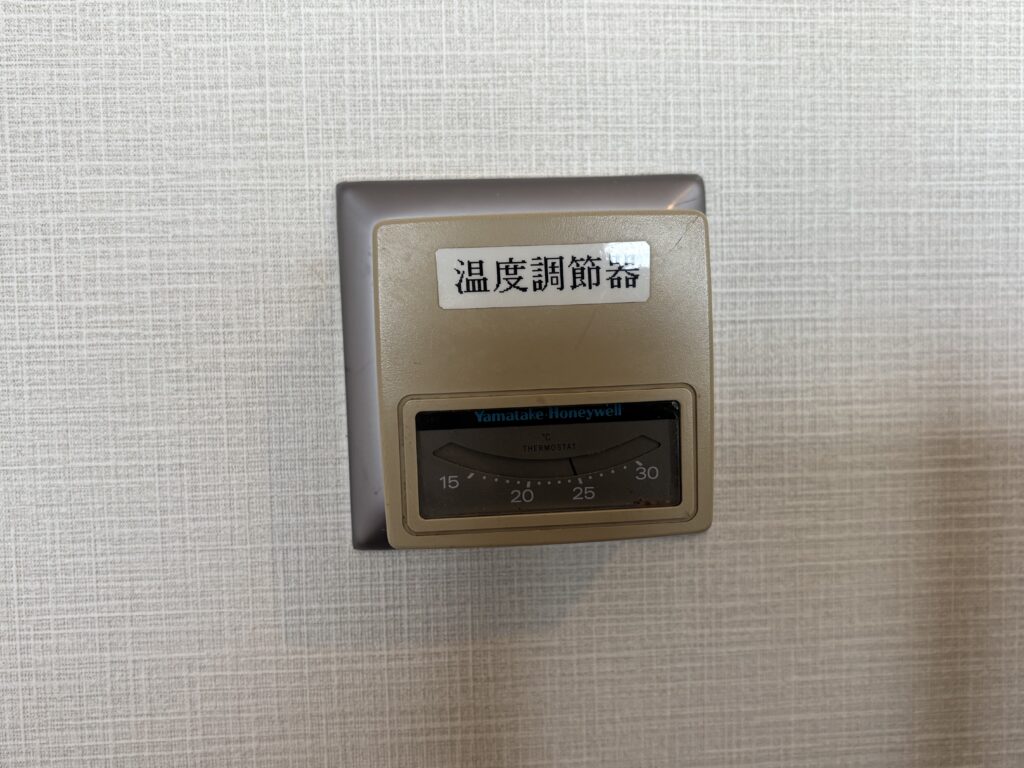 温度調節器
Yamatake-Honeywell
°C
THERMOSTAT
15 20 25 30